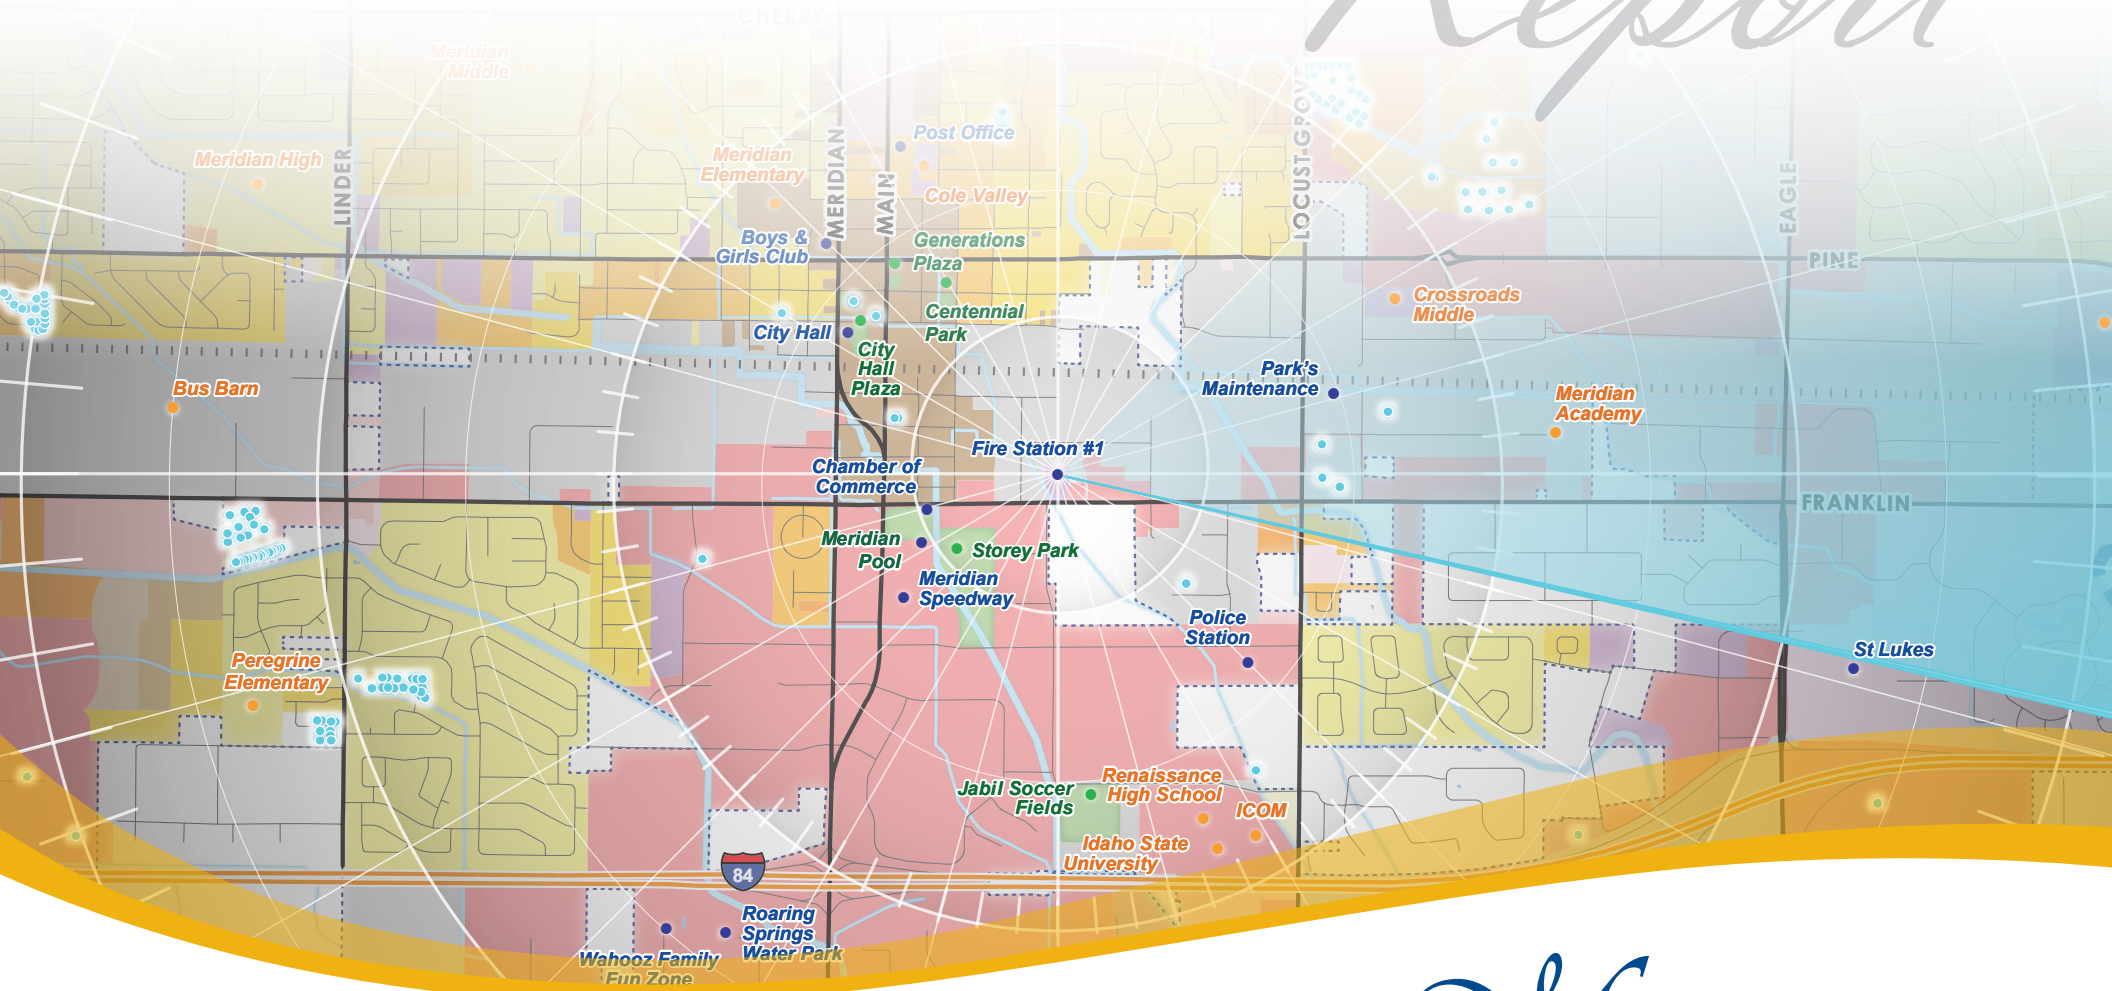 Report
CHERRY
Meridian
Middle
Post Office
Meridian High
Meridian
Elementary
LINDER
MERIDIAN
MAIN
LOCUST GROVE
EAGLE
Cole Valley
Boys &
Girls Club
Generations
Plaza
PINE
Centennial
Park
Crossroads
Middle
City Hall
City
Hall
Plaza
Bus Barn
Park's
Maintenance
Meridian
Academy
Fire Station #1
Chamber of
Commerce
FRANKLIN
Meridian
Pool
Storey Park
Meridian
Speedway
Police
Station
St Lukes
Peregrine
Elementary
Jabil Soccer
Fields
Renaissance
High School
ICOM
Idaho State
University
84
Roaring
Springs
Water Park
Wahooz Family
Fun Zone